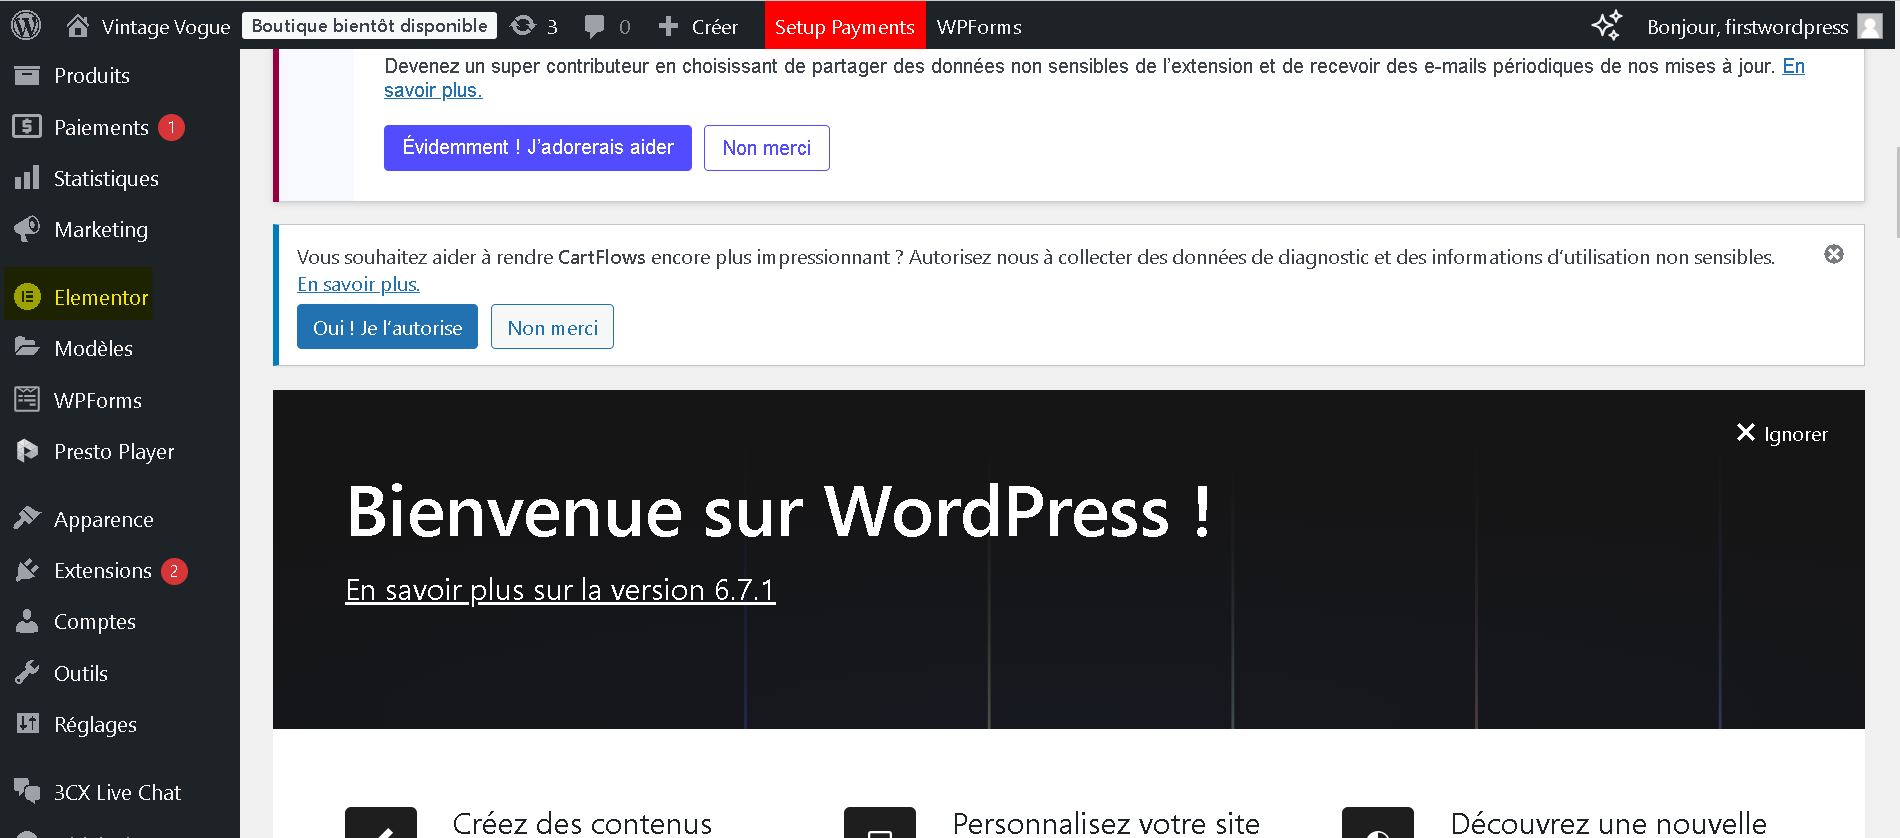 Vintage Vogue
Boutique bientôt disponible
3
0
Créer
Setup Payments
WPForms
Bonjour, firstwordpress
Produits
Paiements 1
Statistiques
Marketing
Elementor
Modèles
WPForms
Presto Player
Apparence
Extensions 2
Comptes
Outils
Réglages
3CX Live Chat
Devenez un super contributeur en choisissant de partager des données non sensibles de l’extension et de recevoir des e-mails périodiques de nos mises à jour. En
savoir plus.
Évidemment ! J’adorerais aider
Non merci
Vous souhaitez aider à rendre CartFlows encore plus impressionnant ? Autorisez nous à collecter des données de diagnostic et des informations d’utilisation non sensibles.
En savoir plus.
Oui ! Je l’autorise
Non merci
Ignorer
Bienvenue sur WordPress !
En savoir plus sur la version 6.7.1
Créez des contenus
Personnalisez votre site
Découvrez une nouvelle